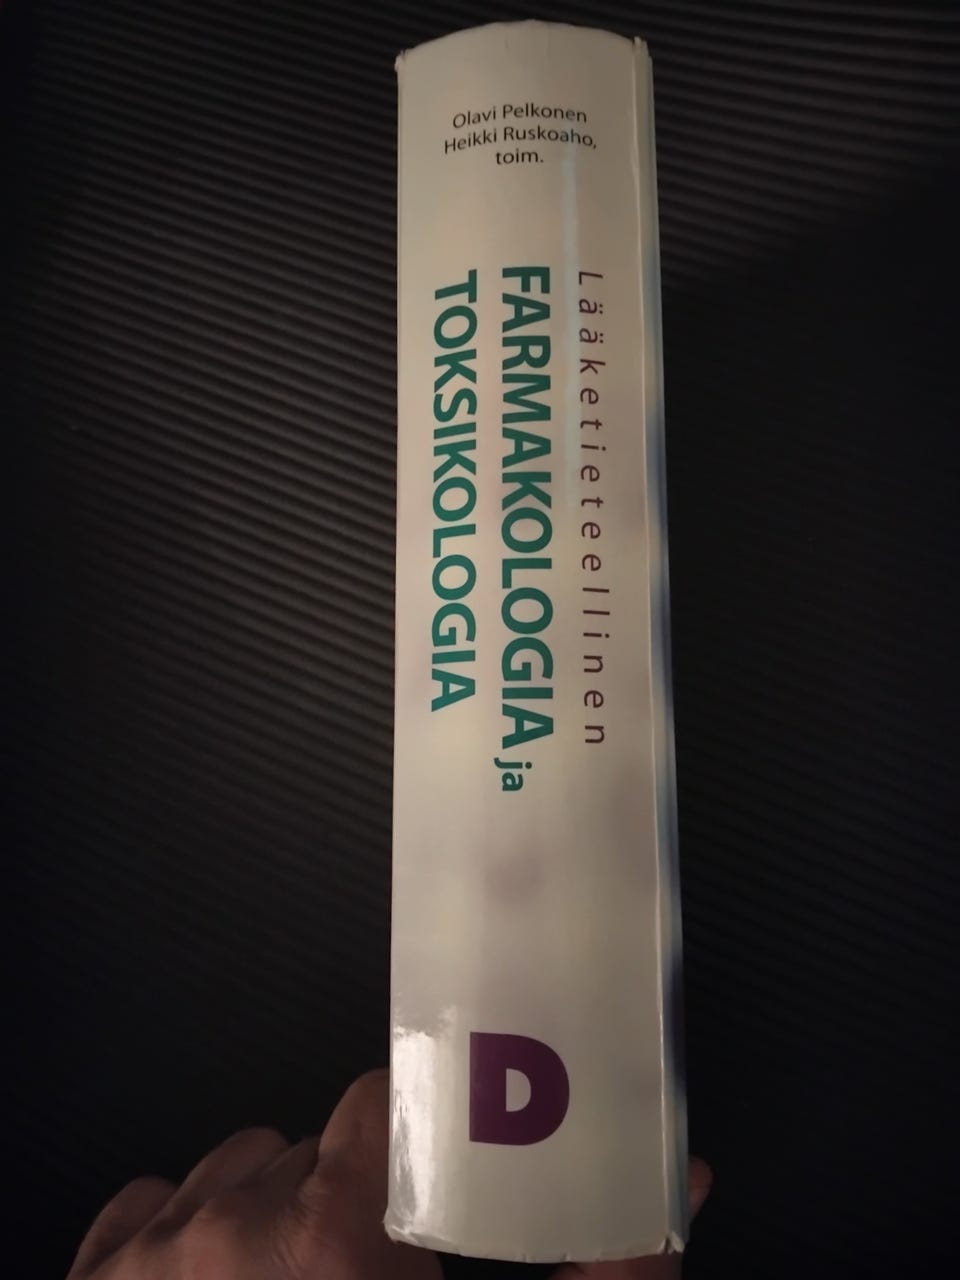 Olavi Pelkonen
Heikki Ruskoaho,
toim.
Lääketieteellinen
FARMAKOLOGIA ja
TOKSIKOLOGIA
D